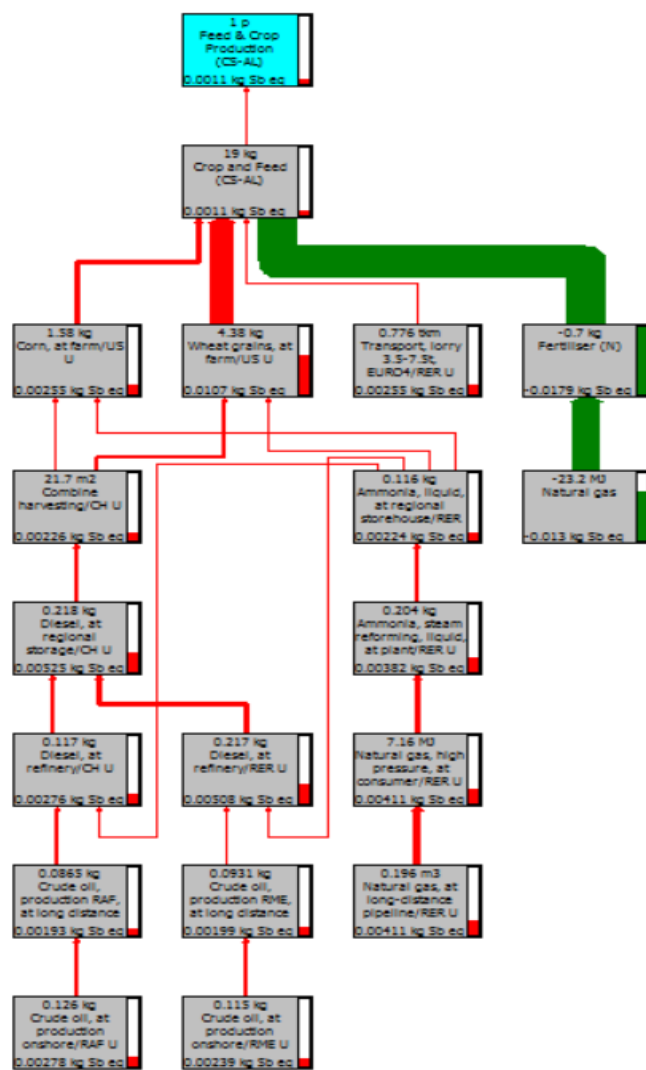 1 p
Feed & Crop
Production
(CS-AL)
0.0011 kg Sb eq
19 kg
Crop and Feed
(CS-AL)
0.0011 kg Sb eq
1.58 kg
Corn, at farm/US
U
0.00255 kg Sb eq
4.38 kg
Wheat grains, at
farm/US U
0.0107 kg Sb eq
0.776 tkm
Transport, lorry
3.5-7.5t,
EURO4/RER U
0.00255 kg Sb eq
-0.7 kg
Fertiliser (N)
-0.0179 kg Sb eq
21.7 m2
Combine
harvesting/CH U
0.00226 kg Sb eq
0.116 kg
Ammonia, liquid,
at regional
storehouse/RER
0.00224 kg Sb eq
-23.2 MJ
Natural gas
-0.013 kg Sb eq
0.218 kg
Diesel, at
regional
storage/CH U
0.00525 kg Sb eq
0.204 kg
Ammonia, steam
reforming, liquid,
at plant/RER U
0.00382 kg Sb eq
0.117 kg
Diesel, at
refinery/CH U
0.00276 kg Sb eq
0.217 kg
Diesel, at
refinery/RER U
0.00508 kg Sb eq
7.16 MJ
Natural gas, high
pressure, at
consumer/RER U
0.00411 kg Sb eq
0.0865 kg
Crude oil,
production RAF,
at long distance
0.00193 kg Sb eq
0.0931 kg
Crude oil,
production RME,
at long distance
0.00199 kg Sb eq
0.196 m3
Natural gas, at
long-distance
pipeline/RER U
0.00411 kg Sb eq
0.126 kg
Crude oil, at
production
onshore/RAF U
0.00278 kg Sb eq
0.115 kg
Crude oil, at
production
onshore/RME U
0.00239 kg Sb eq